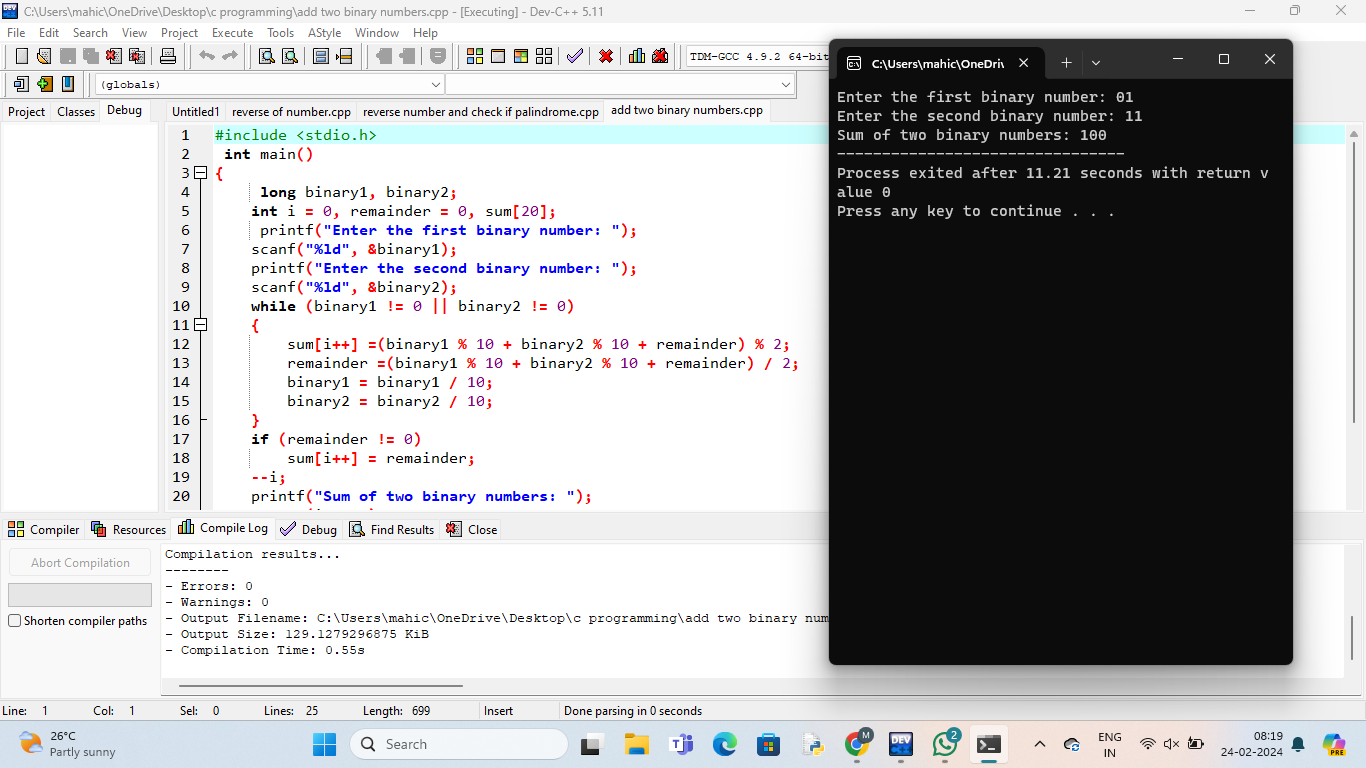 C:\Users\mahic\OneDrive\Desktop\c programming\add two binary numbers.cpp - [Executing] - Dev-C++ 5.11
File Edit Search View Project Execute Tools AStyle Window Help
TDM-GCC 4.9.2 64-bit
(globals)
Project Classes Debug
Untitled1 reverse of number.cpp reverse number and check if palindrome.cpp add two binary numbers.cpp
1 #include <stdio.h>
2 int main()
3 {
4 long binary1, binary2;
5 int i = 0, remainder = 0, sum[20];
6 printf("Enter the first binary number: ");
7 scanf("%ld", &binary1);
8 printf("Enter the second binary number: ");
9 scanf("%ld", &binary2);
10 while (binary1 != 0 || binary2 != 0)
11 {
12 sum[i++] =(binary1 % 10 + binary2 % 10 + remainder) % 2;
13 remainder =(binary1 % 10 + binary2 % 10 + remainder) / 2;
14 binary1 = binary1 / 10;
15 binary2 = binary2 / 10;
16 }
17 if (remainder != 0)
18 sum[i++] = remainder;
19 --i;
20 printf("Sum of two binary numbers: ");
C:\Users\mahic\OneDri
Enter the first binary number: 01
Enter the second binary number: 11
Sum of two binary numbers: 100
--------------------------------
Process exited after 11.21 seconds with return v
alue 0
Press any key to continue . . .
Compiler Resources Compile Log Debug Find Results Close
Abort Compilation
Shorten compiler paths
Compilation results...
--------
- Errors: 0
- Warnings: 0
- Output Filename: C:\Users\mahic\OneDrive\Desktop\c programming\add two binary num
- Output Size: 129.1279296875 KiB
- Compilation Time: 0.55s
Line: 1 Col: 1 Sel: 0 Lines: 25 Length: 699 Insert Done parsing in 0 seconds
26°C
Partly sunny
Search
DEV
M
2
PRE
ENG
IN
08:19
24-02-2024